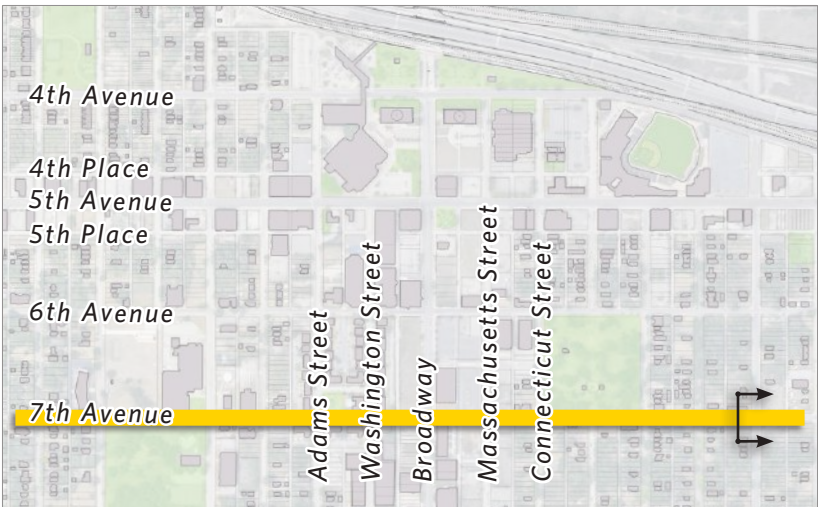 4th Avenue
4th Place
5th Avenue
5th Place
6th Avenue
7th Avenue
Adams Street
Washington Street
Broadway
Massachusetts Street
Connecticut Street